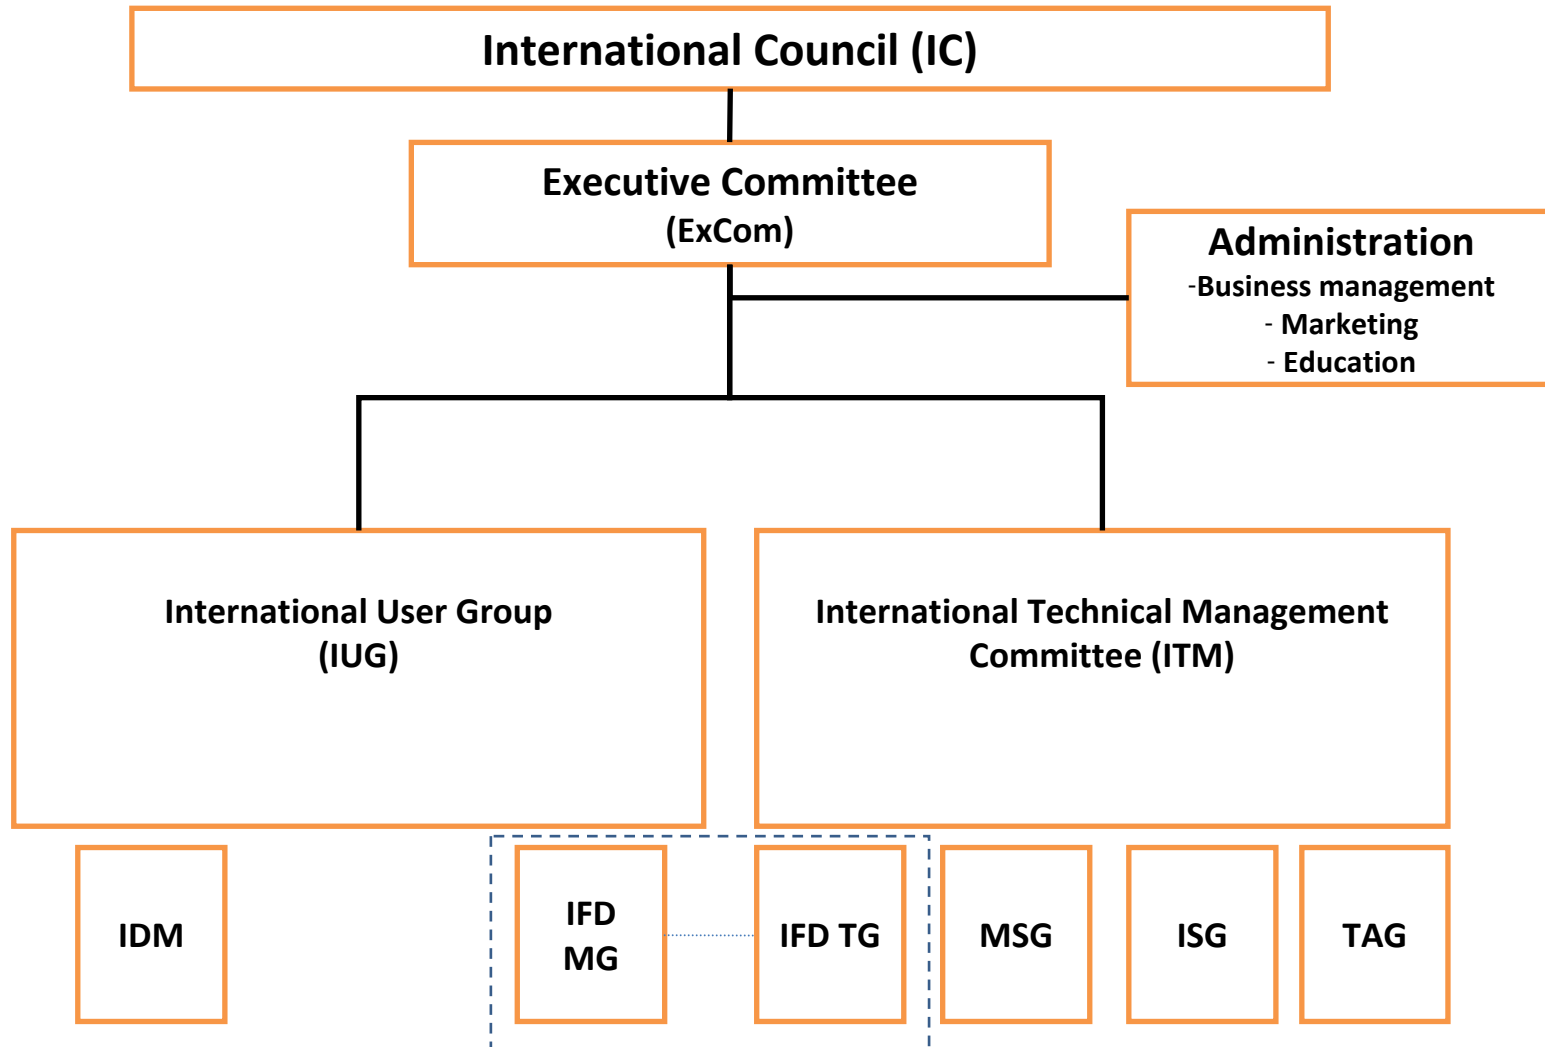 International Council (IC)
Executive Committee
(ExCom)
Administration
-Business management
- Marketing
- Education
International User Group
(IUG)
International Technical Management
Committee (ITM)
IDM
IFD
MG
IFD TG
MSG
ISG
TAG